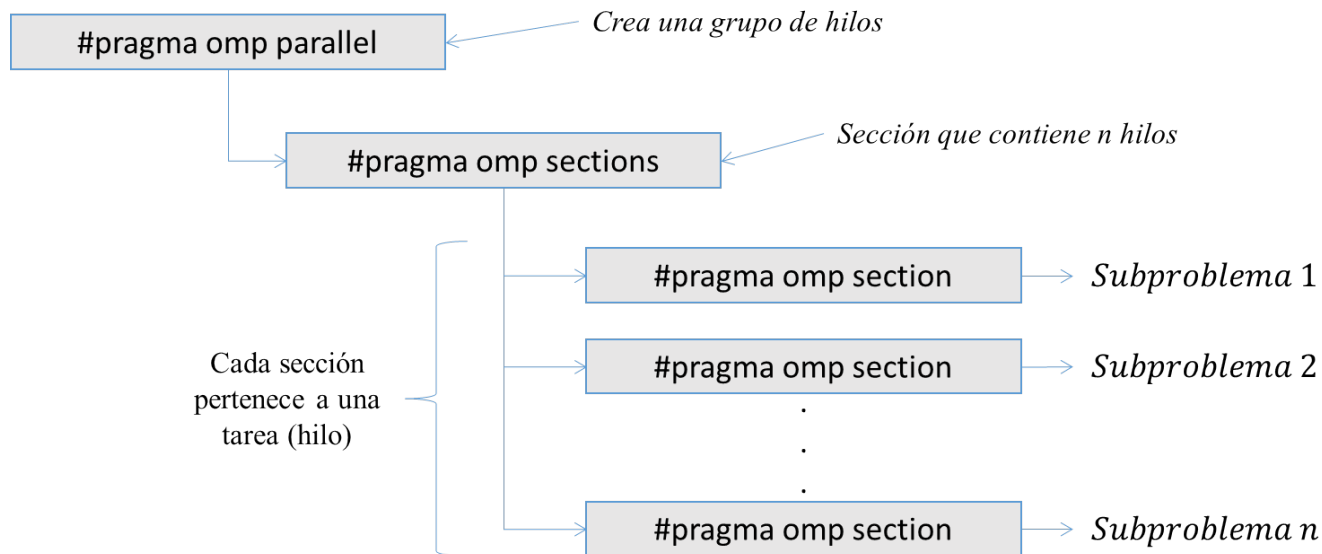 #pragma omp parallel
Crea una grupo de hilos
#pragma omp sections
Sección que contiene n hilos
#pragma omp section
Subproblema 1
#pragma omp section
Subproblema 2
Cada sección
pertenece a una
tarea (hilo)
.
.
.
#pragma omp section
Subproblema n